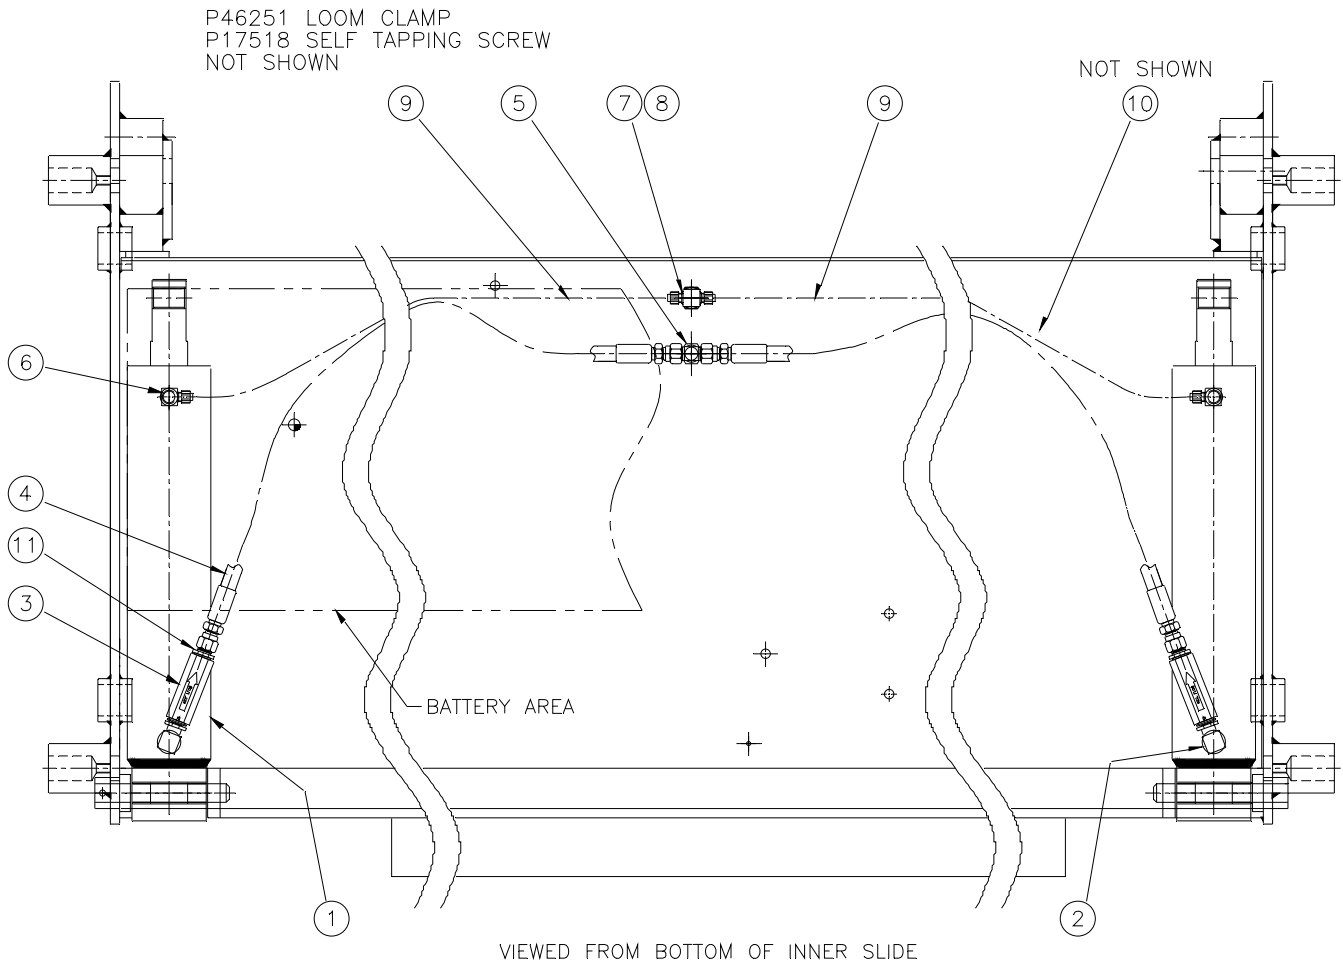 P46251 LOOM CLAMP
P17518 SELF TAPPING SCREW
NOT SHOWN
NOT SHOWN
9
5
7
8
9
10
6
4
11
3
BATTERY AREA
1
2
VIEWED FROM BOTTOM OF INNER SLIDE